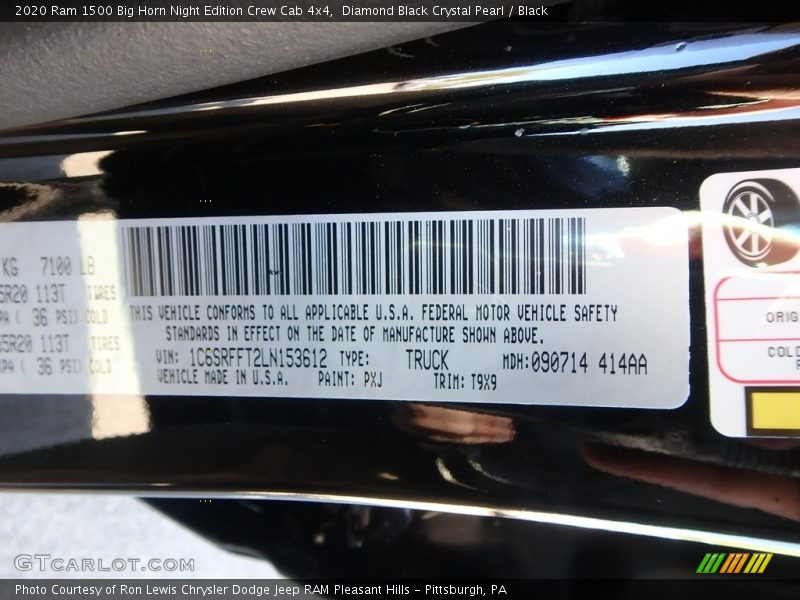 2020 Ram 1500 Big Horn Night Edition Crew Cab 4x4, Diamond Black Crystal Pearl / Black
KG 7100 LB
5R20 113T TIRES
PA ( 36 PSI) COLD
5R20 113T TIRES
PA ( 36 PSI) COLD
THIS VEHICLE CONFORMS TO ALL APPLICABLE U.S.A. FEDERAL MOTOR VEHICLE SAFETY
STANDARDS IN EFFECT ON THE DATE OF MANUFACTURE SHOWN ABOVE.
VIN: 1C6SRFFT2LN153612 TYPE: TRUCK MDH:090714 414AA
VEHICLE MADE IN U.S.A. PAINT: PXJ TRIM: T9X9
ORIG
COLD
GTCARLOT.COM
Photo Courtesy of Ron Lewis Chrysler Dodge Jeep RAM Pleasant Hills - Pittsburgh, PA